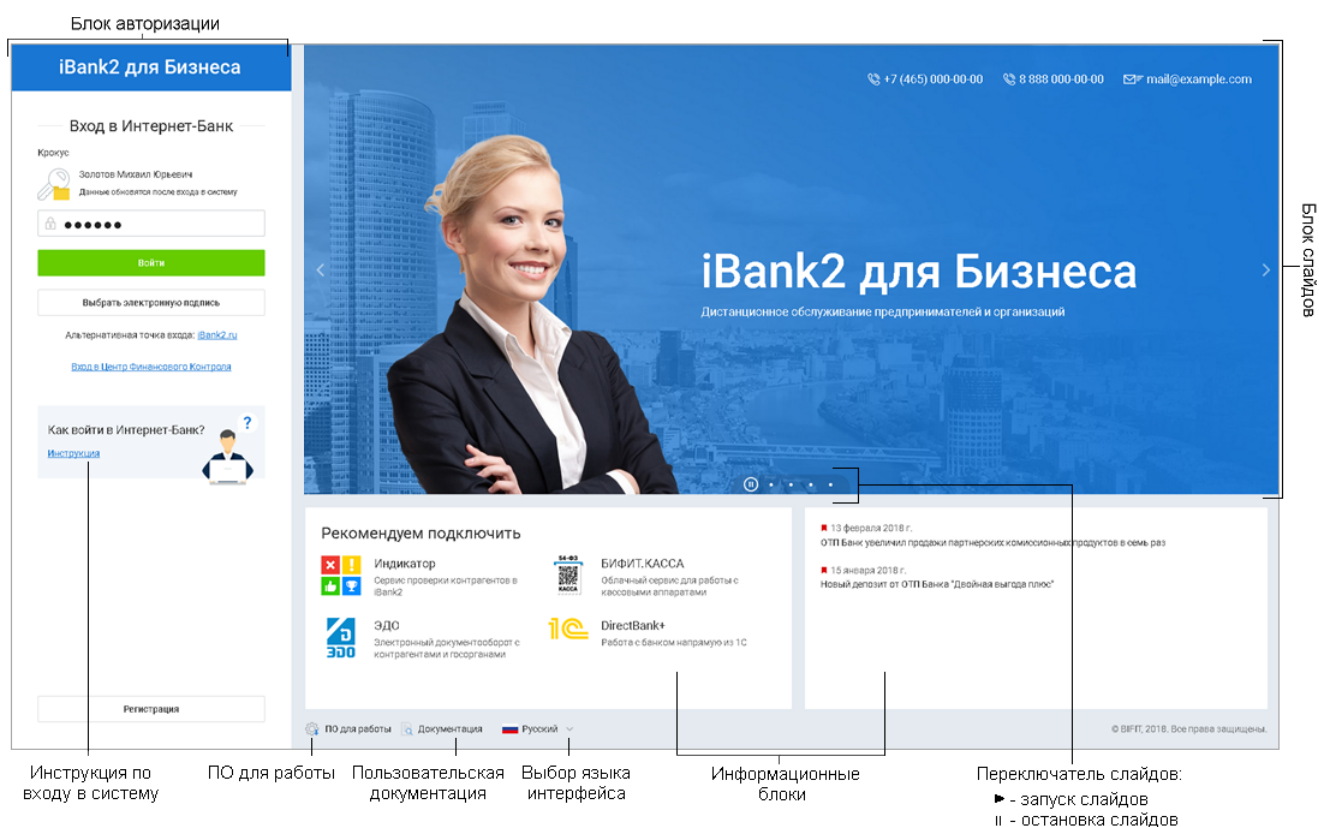 Блок авторизации
iBank2 для Бизнеса
+7 (465) 000-00-00
8 888 000-00-00
mail@example.com
Вход в Интернет-Банк
Крокус
Золотов Михаил Юрьевич
Данные обновятся после входа в систему
Войти
Выбрать электронную подпись
Альтернативная точка входа: iBank2.ru
Вход в Центр Финансового Контроля
Как войти в Интернет-Банк?
?
Инструкция
Регистрация
iBank2 для Бизнеса
Дистанционное обслуживание предпринимателей и организаций
Блок слайдов
Рекомендуем подключить
Индикатор
Сервис проверки контрагентов в
iBank2
54-ФЗ
КАССА
БИФИТ.КАССА
Облачный сервис для работы с
кассовыми аппаратами
ЭДО
ЭДО
Электронный документооборот с
контрагентами и госорганами
1С
DirectBank+
Работа с банком напрямую из 1С
13 февраля 2018 г.
ОТП Банк увеличил продажи партнерских комиссионных продуктов в семь раз
15 января 2018 г.
Новый депозит от ОТП Банка "Двойная выгода плюс"
ПО для работы
Документация
Русский
© BIFIT, 2018. Все права защищены.
Инструкция по
входу в систему
ПО для работы
Пользовательская
документация
Выбор языка
интерфейса
Информационные
блоки
Переключатель слайдов:
- запуск слайдов
- остановка слайдов